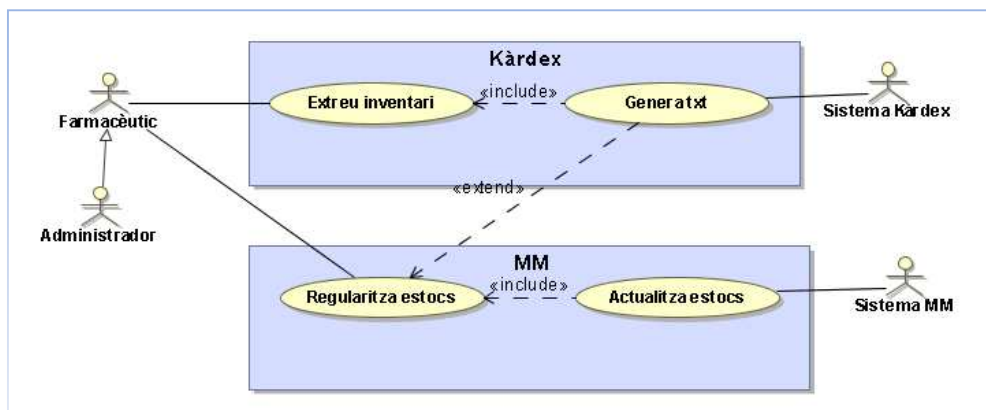 Kàrdex
Extreu inventari
«include»
Genera txt
Farmacèutic
Sistema Kàrdex
Administrador
«extend»
MM
Regularitza estocs
«include»
Actualitza estocs
Sistema MM